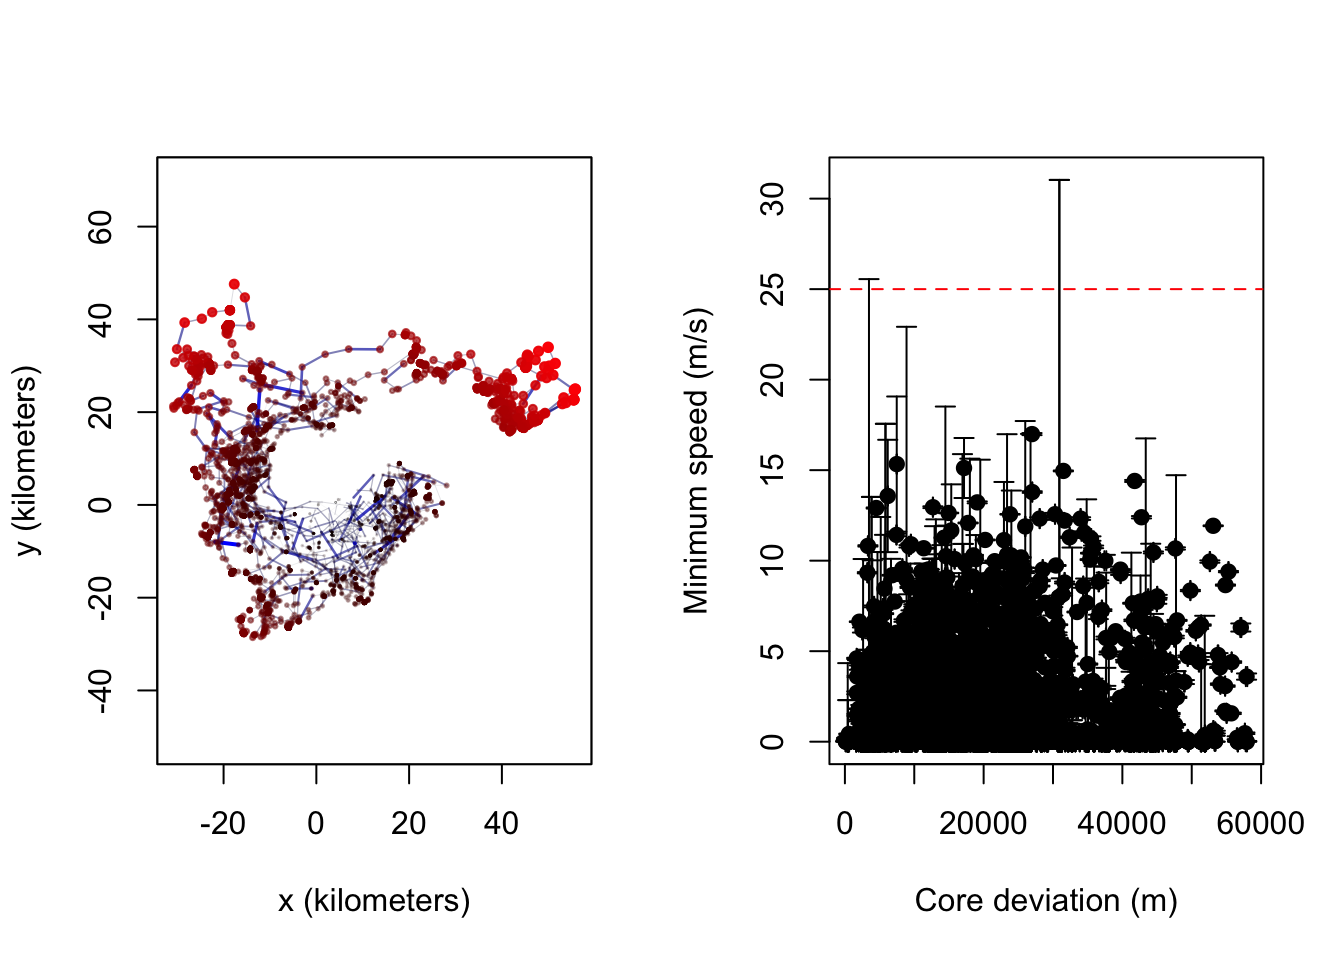 60
40
20
0
-20
-40
y (kilometers)
-20 0 20 40
x (kilometers)
30
25
20
15
10
5
0
Minimum speed (m/s)
0 20000 40000 60000
Core deviation (m)